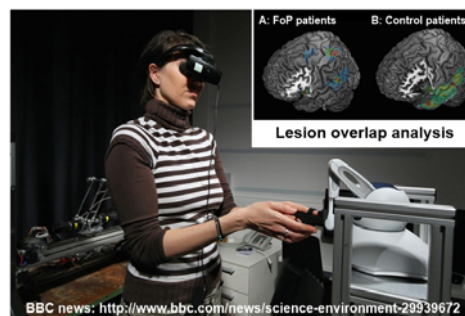 A: FoP patients
B: Control patients
Lesion overlap analysis
BBC news: http://www.bbc.com/news/science-environment-29939672